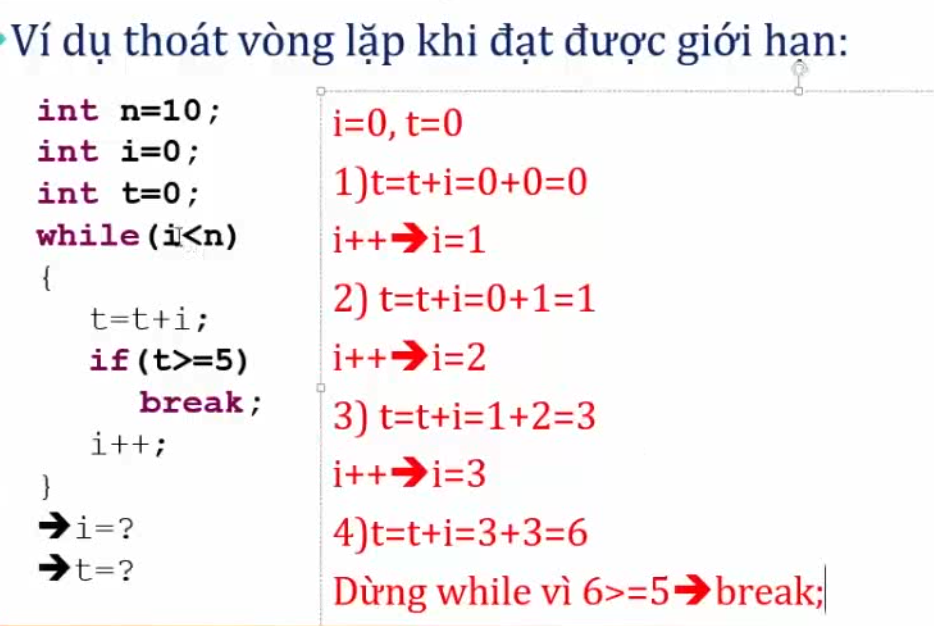 Ví dụ thoát vòng lặp khi đạt được giới hạn:
int n=10;
int i=0;
int t=0;
while(i<n)
{
t=t+i;
if(t>=5)
break;
i++;
}
➔i=?
➔t=?
i=0, t=0
1)t=t+i=0+0=0
i++➔i=1
2) t=t+i=0+1=1
i++➔i=2
3) t=t+i=1+2=3
i++➔i=3
4)t=t+i=3+3=6
Dừng while vì 6>=5➔break;